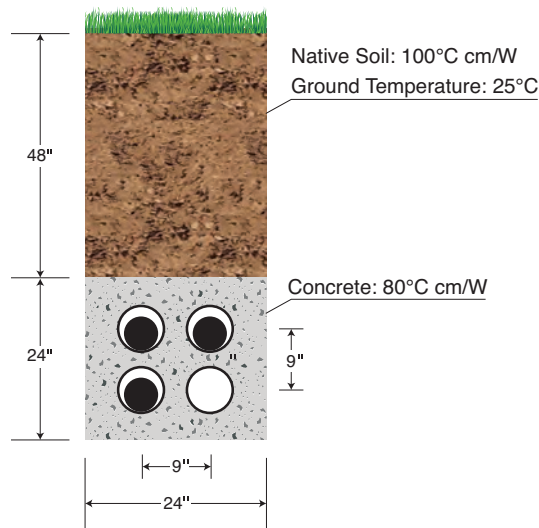 Native Soil: 100°C cm/W
Ground Temperature: 25°C
48"
Concrete: 80°C cm/W
24"
"
9"
9"
24"